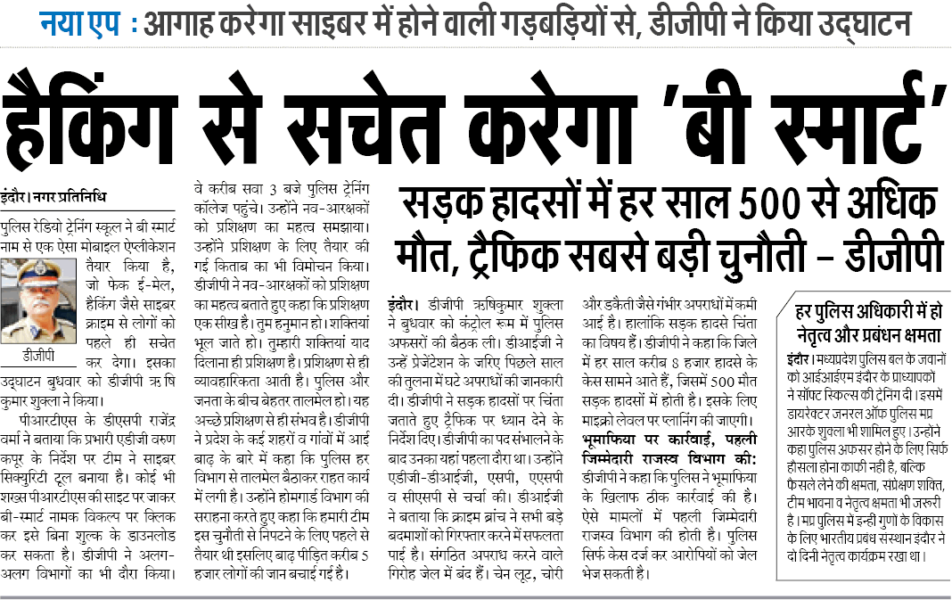 नया एप : आगाह करेगा साइबर में होने वाली गड़बड़ियों से, डीजीपी ने किया उद्घाटन
हैकिंग से सचेत करेगा 'बी स्मार्ट'
इंदौर। नगर प्रतिनिधि
पुलिस रेडियो ट्रेनिंग स्कूल ने बी स्मार्ट
नाम से एक ऐसा मोबाइल ऐप्लीकेशन
तैयार किया है,
जो फेक ई-मेल,
हैकिंग जैसे साइबर
क्राइम से लोगों को
पहले ही सचेत
कर देगा। इसका
डीजीपी
उद्घाटन बुधवार को डीजीपी ऋषि
कुमार शुक्ला ने किया।
पीआरटीएस के डीएसपी राजेंद्र
वर्मा ने बताया कि प्रभारी एडीजी वरुण
कपूर के निर्देश पर टीम ने साइबर
सिक्युरिटी टूल बनाया है। कोई भी
शख्स पीआरटीएस की साइट पर जाकर
बी-स्मार्ट नामक विकल्प पर क्लिक
कर इसे बिना शुल्क के डाउनलोड
कर सकता है। डीजीपी ने अलग-
अलग विभागों का भी दौरा किया।
वे करीब सवा 3 बजे पुलिस ट्रेनिंग
कॉलेज पहुंचे। उन्होंने नव-आरक्षकों
को प्रशिक्षण का महत्व समझाया।
उन्होंने प्रशिक्षण के लिए तैयार की
गई किताब का भी विमोचन किया।
डीजीपी ने नव-आरक्षकों को प्रशिक्षण
का महत्व बताते हुए कहा कि प्रशिक्षण
एक सीख है। तुम हनुमान हो। शक्तियां
भूल जाते हो। तुम्हारी शक्तियां याद
दिलाना ही प्रशिक्षण है। प्रशिक्षण से ही
व्यावहारिकता आती है। पुलिस और
जनता के बीच बेहतर तालमेल हो। यह
अच्छे प्रशिक्षण से ही संभव है। डीजीपी
ने प्रदेश के कई शहरों व गांवों में आई
बाढ़ के बारे में कहा कि पुलिस हर
विभाग से तालमेल बैठाकर राहत कार्य
में लगी है। उन्होंने होमगार्ड विभाग की
सराहना करते हुए कहा कि हमारी टीम
इस चुनौती से निपटने के लिए पहले से
तैयार थी इसलिए बाढ़ पीड़ित करीब 5
हजार लोगों की जान बचाई गई है।
सड़क हादसों में हर साल 500 से अधिक
मौत, ट्रैफिक सबसे बड़ी चुनौती – डीजीपी
इंदौर। डीजीपी ऋषिकुमार शुक्ला
ने बुधवार को कंट्रोल रूम में पुलिस
अफसरों की बैठक ली। डीआईजी ने
उन्हें प्रेजेंटेशन के जरिए पिछले साल
की तुलना में घटे अपराधों की जानकारी
दी। डीजीपी ने सड़क हादसों पर चिंता
जताते हुए ट्रैफिक पर ध्यान देने के
निर्देश दिए। डीजीपी का पद संभालने के
बाद उनका यहां पहला दौरा था। उन्होंने
एडीजी-डीआईजी, एसपी, एएसपी
व सीएसपी से चर्चा की। डीआईजी
ने बताया कि क्राइम ब्रांच ने सभी बड़े
बदमाशों को गिरफ्तार करने में सफलता
पाई है। संगठित अपराध करने वाले
गिरोह जेल में बंद हैं। चेन लूट, चोरी
और डकैती जैसे गंभीर अपराधों में कमी
आई है। हालांकि सड़क हादसे चिंता
का विषय हैं। डीजीपी ने कहा कि जिले
में हर साल करीब 8 हजार हादसे के
केस सामने आते हैं, जिसमें 500 मौत
सड़क हादसों में होती है। इसके लिए
माइक्रो लेवल पर प्लानिंग की जाएगी।
भूमाफिया पर कार्रवाई, पहली
जिम्मेदारी राजस्व विभाग की:
डीजीपी ने कहा कि पुलिस ने भूमाफिया
के खिलाफ ठीक कार्रवाई की है।
ऐसे मामलों में पहली जिम्मेदारी
राजस्व विभाग की होती है। पुलिस
सिर्फ केस दर्ज कर आरोपियों को जेल
भेज सकती है।
हर पुलिस अधिकारी में हो
नेतृत्व और प्रबंधन क्षमता
इंदौर। मध्यप्रदेश पुलिस बल के जवानों
को आईआईएम इंदौर के प्राध्यापकों
ने सॉफ्ट स्किल्स की ट्रेनिंग दी। इसमें
डायरेक्टर जनरल ऑफ पुलिस मप्र
आरके शुक्ला भी शामिल हुए। उन्होंने
कहा पुलिस अफसर होने के लिए सिर्फ
हौसला होना काफी नहीं है, बल्कि
फैसले लेने की क्षमता, संप्रेक्षण शक्ति,
टीम भावना व नेतृत्व क्षमता भी जरूरी
है। मप्र पुलिस में इन्हीं गुणों के विकास
के लिए भारतीय प्रबंध संस्थान इंदौर ने
दो दिनी नेतृत्व कार्यक्रम रखा था।